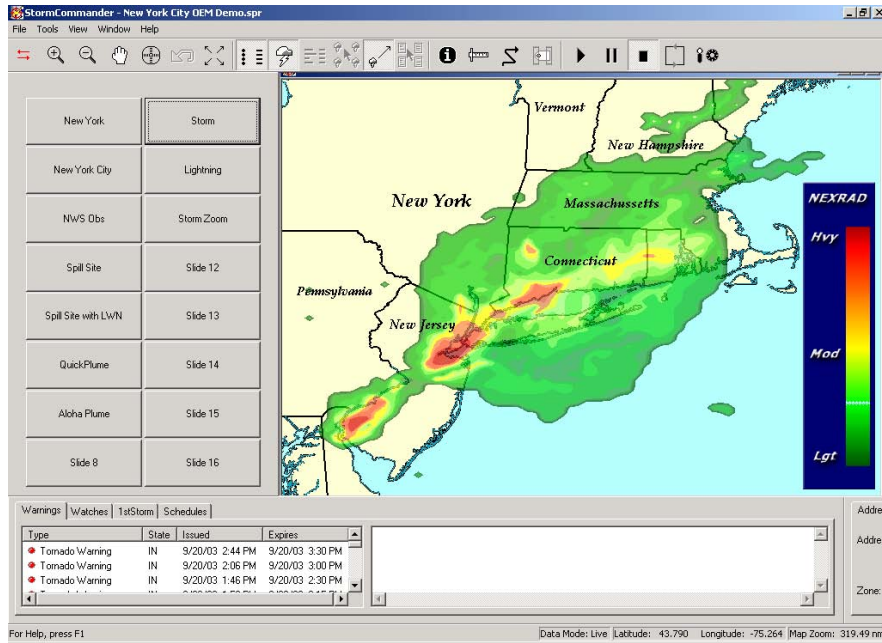 StormCommander - New York City OEM Demo.spr
File Tools View Window Help
New York
Storm
New York City
Lightning
NWS Obs
Storm Zoom
Spill Site
Slide 12
Spill Site with LWN
Slide 13
QuickPlume
Slide 14
Aloha Plume
Slide 15
Slide 8
Slide 16
Vermont
New Hampshire
New York
Massachussetts
Connecticut
Pennsylvania
New Jersey
NEXRAD
Hvy
Mod
Lgt
Warnings Watches 1stStorm Schedules
Type State Issued Expires
Tornado Warning IN 9/20/03 2:44 PM 9/20/03 3:30 PM
Tornado Warning IN 9/20/03 2:06 PM 9/20/03 3:00 PM
Tornado Warning IN 9/20/03 1:46 PM 9/20/03 2:30 PM
Addre
Addre
Zone:
For Help, press F1
Data Mode: Live Latitude: 43.790 Longitude: -75.264 Map Zoom: 319.49 nm